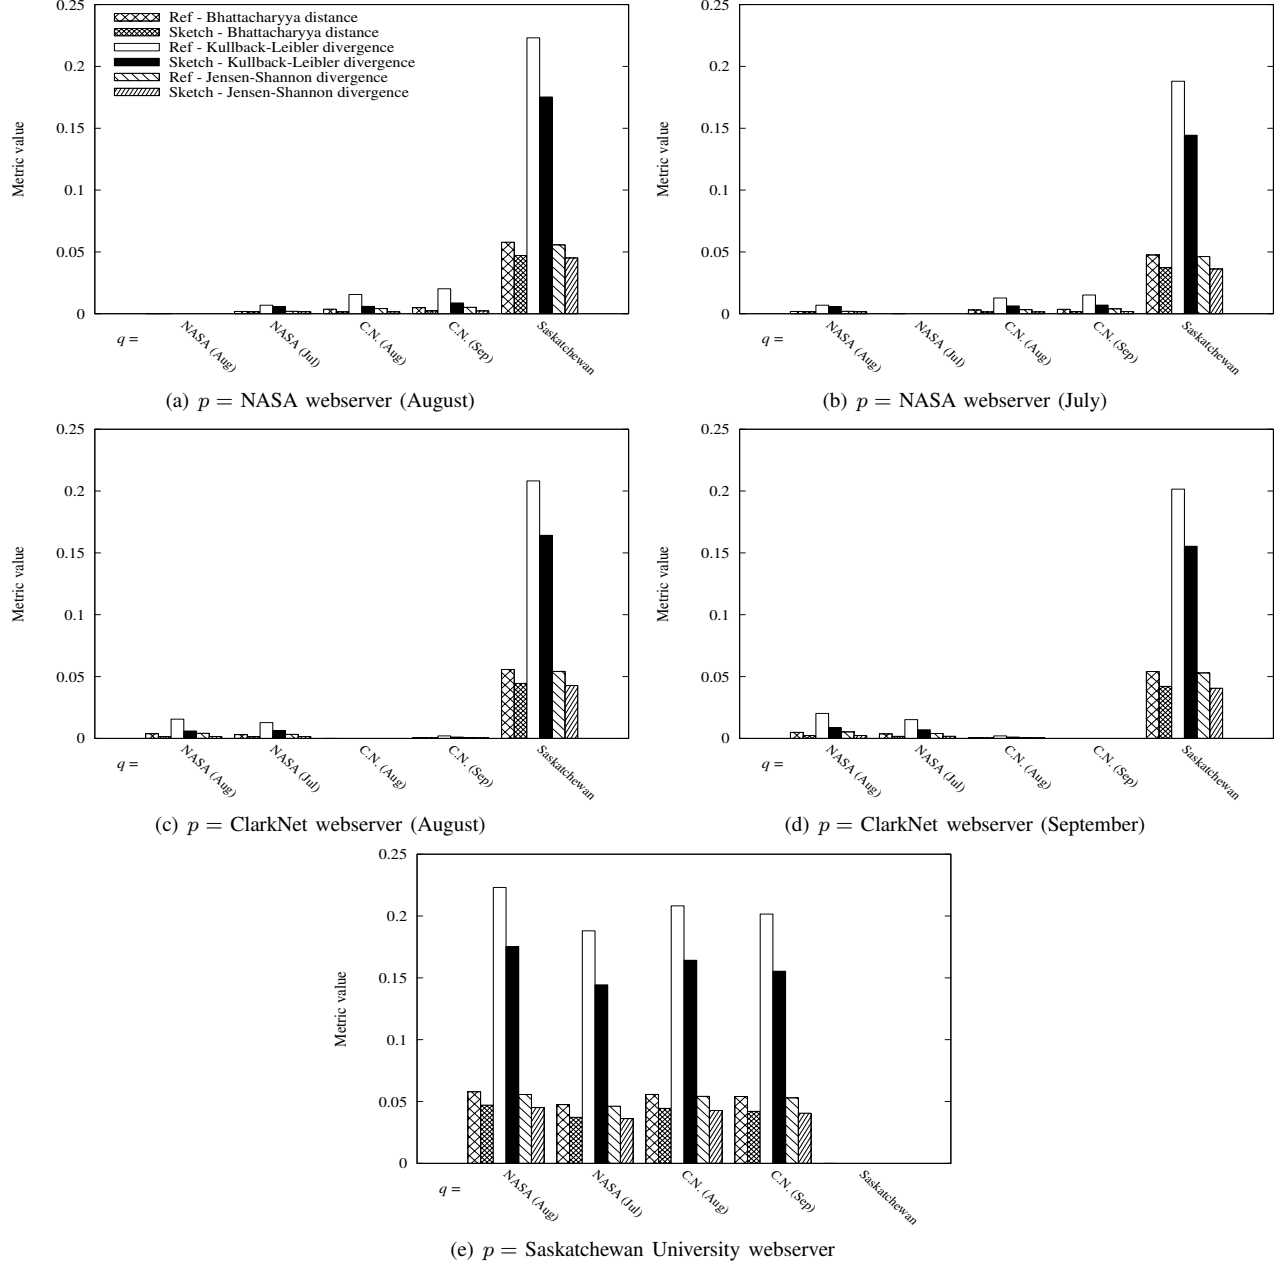 0.25
0.2
0.15
0.1
0.05
0
Metric value
Ref - Bhattacharyya distance
Sketch - Bhattacharyya distance
Ref - Kullback-Leibler divergence
Sketch - Kullback-Leibler divergence
Ref - Jensen-Shannon divergence
Sketch - Jensen-Shannon divergence
q =
NASA (Aug)
NASA (Jul)
C.N. (Aug)
C.N. (Sep)
Saskatchewan
(a) p = NASA webserver (August)
0.25
0.2
0.15
0.1
0.05
0
Metric value
q =
NASA (Aug)
NASA (Jul)
C.N. (Aug)
C.N. (Sep)
Saskatchewan
(b) p = NASA webserver (July)
0.25
0.2
0.15
0.1
0.05
0
Metric value
q =
NASA (Aug)
NASA (Jul)
C.N. (Aug)
C.N. (Sep)
Saskatchewan
(c) p = ClarkNet webserver (August)
0.25
0.2
0.15
0.1
0.05
0
Metric value
q =
NASA (Aug)
NASA (Jul)
C.N. (Aug)
C.N. (Sep)
Saskatchewan
(d) p = ClarkNet webserver (September)
0.25
0.2
0.15
0.1
0.05
0
Metric value
q =
NASA (Aug)
NASA (Jul)
C.N. (Aug)
C.N. (Sep)
Saskatchewan
(e) p = Saskatchewan University webserver